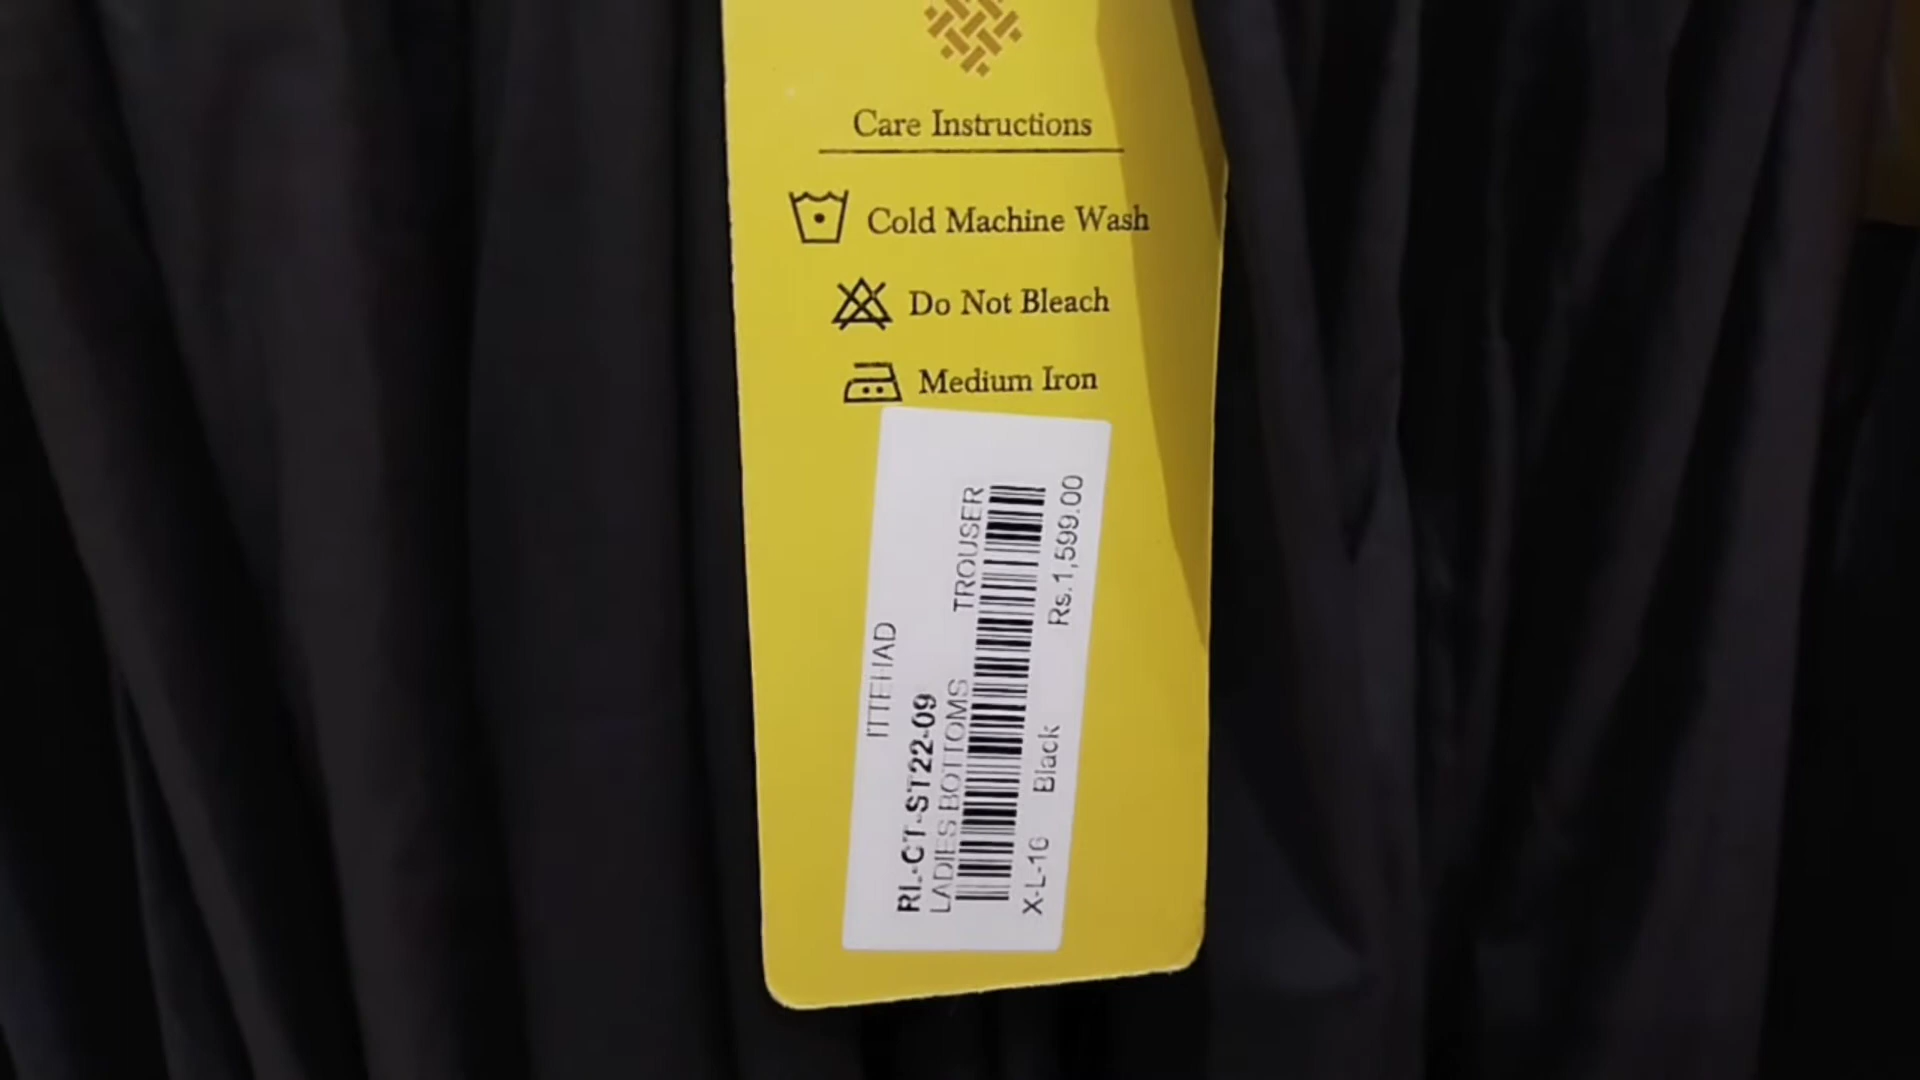 Care Instructions
Cold Machine Wash
Do Not Bleach
Medium Iron
ITTEHAD
RL-CT-ST22-09
LADIES BOTTOMS TROUSER
X-L-16 Black Rs.1,599.00